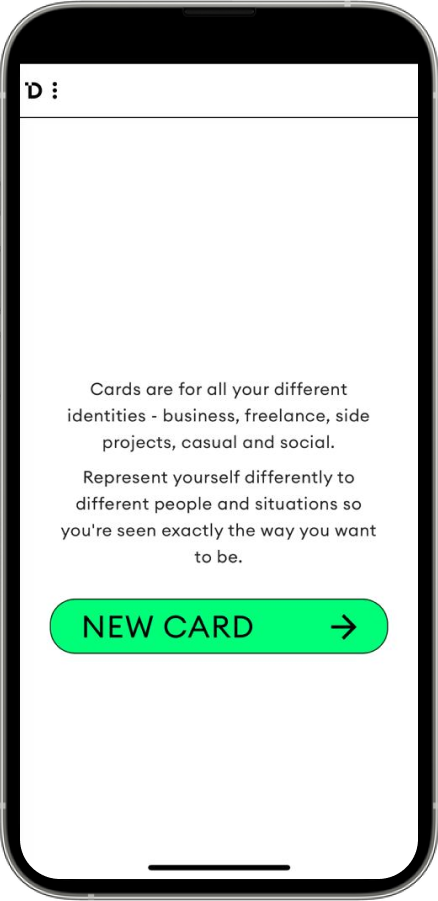 D
Cards are for all your different
identities - business, freelance, side
projects, casual and social.
Represent yourself differently to
different people and situations so
you're seen exactly the way you want
to be.
NEW CARD